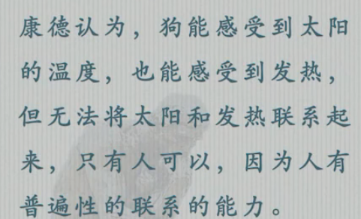 康德认为，狗能感受到太阳
的温度，也能感受到发热，
但无法将太阳和发热联系起
来，只有人可以，因为人有
普遍性的联系的能力。